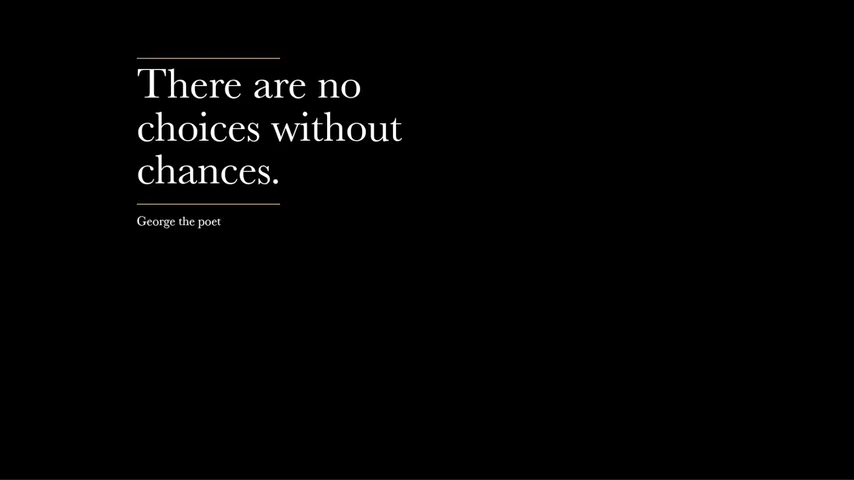 There are no
choices without
chances.
George the poet